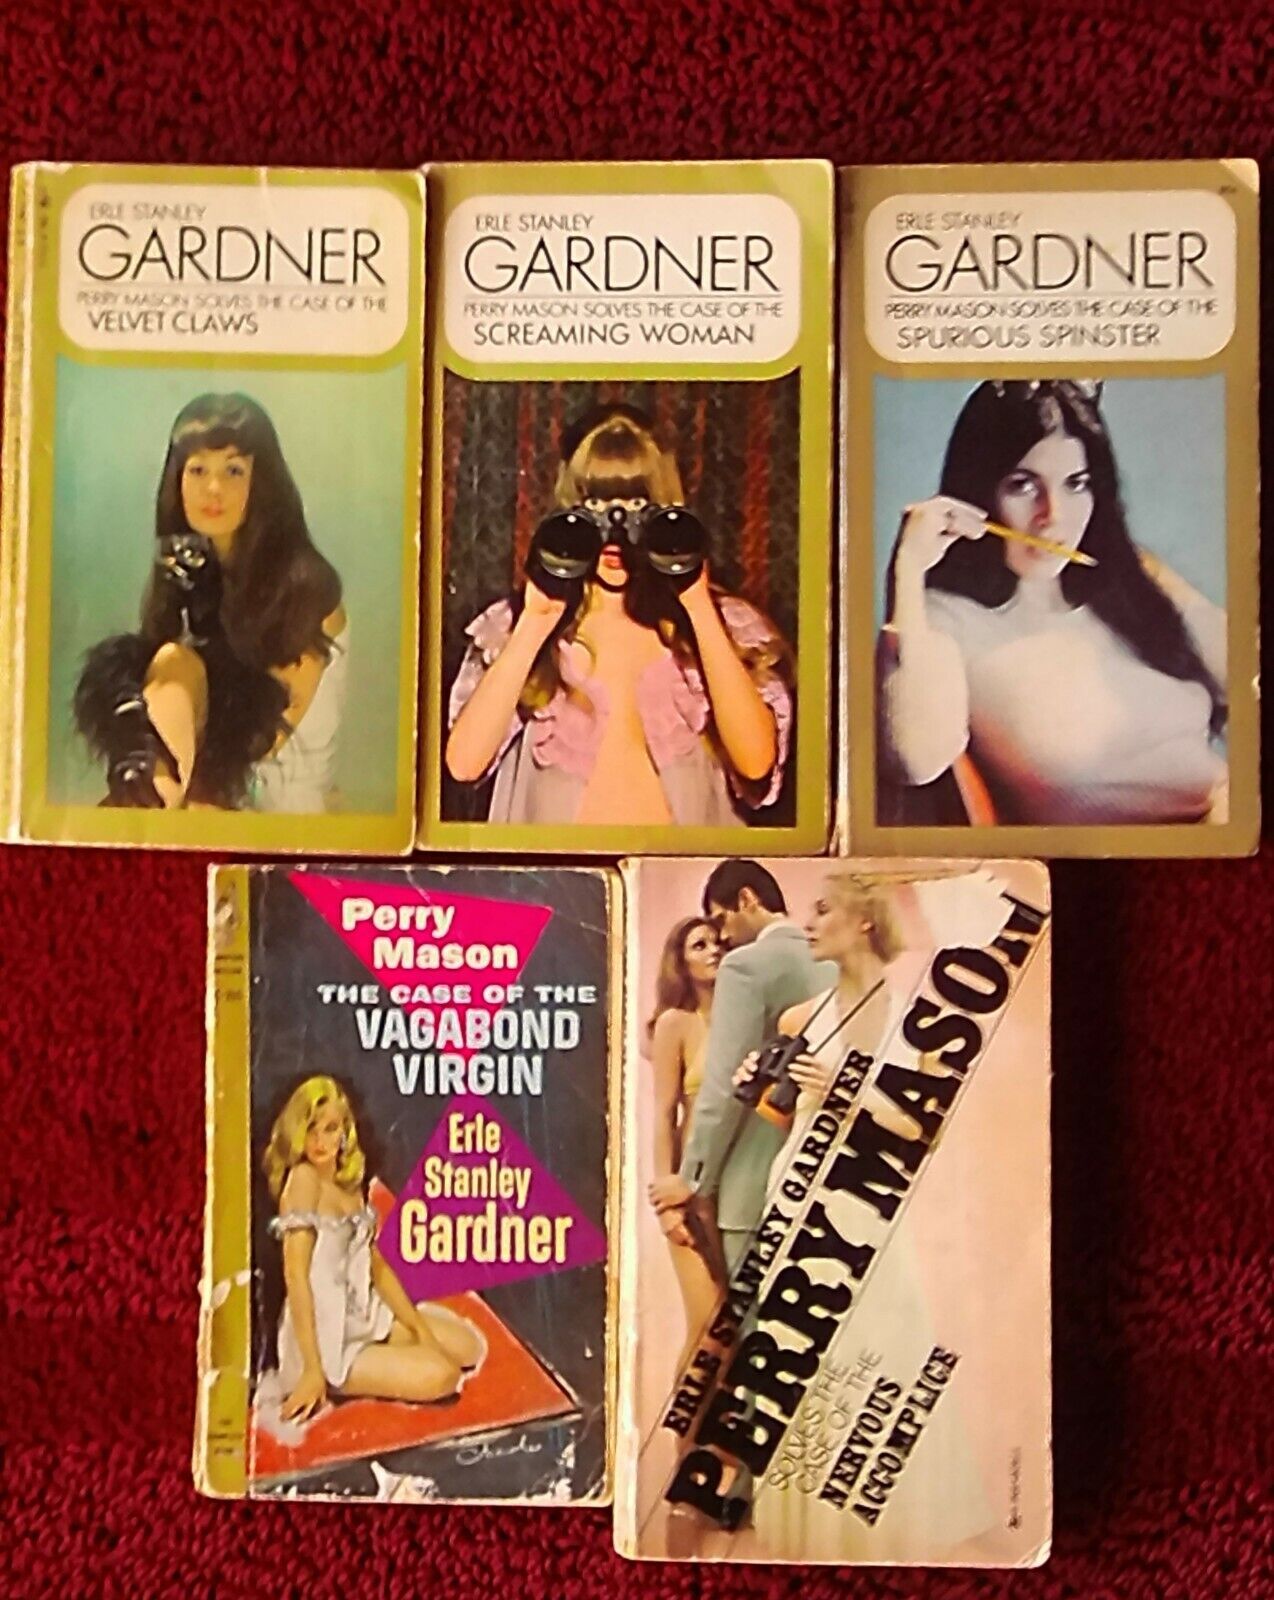 ERLE STANLEY
GARDNER
PERRY MASON SOLVES THE CASE OF THE
VELVET CLAWS
ERLE STANLEY
GARDNER
PERRY MASON SOLVES THE CASE OF THE
SCREAMING WOMAN
ERLE STANLEY
GARDNER
PERRY MASON SOLVES THE CASE OF THE
SPURIOUS SPINSTER
Perry
Mason
THE CASE OF THE
VAGABOND
VIRGIN
Erle
Stanley
Gardner
ERLE STANLEY GARDNER
PERRY MASON
SOLVES THE
CASE OF THE
NERVOUS
ACCOMPLICE